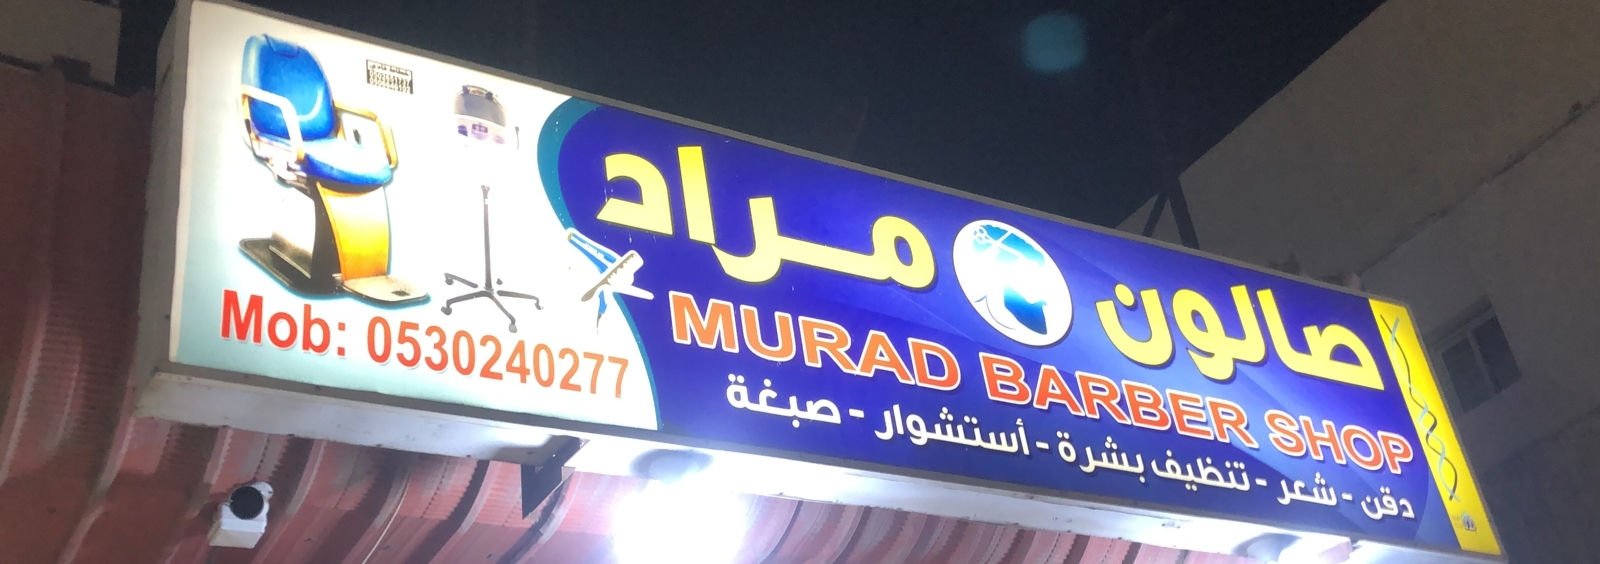 صالون مراد
MURAD BARBER SHOP
دقن - شعر - تنظيف بشرة - أستشوار - صبغة
Mob: 0530240277